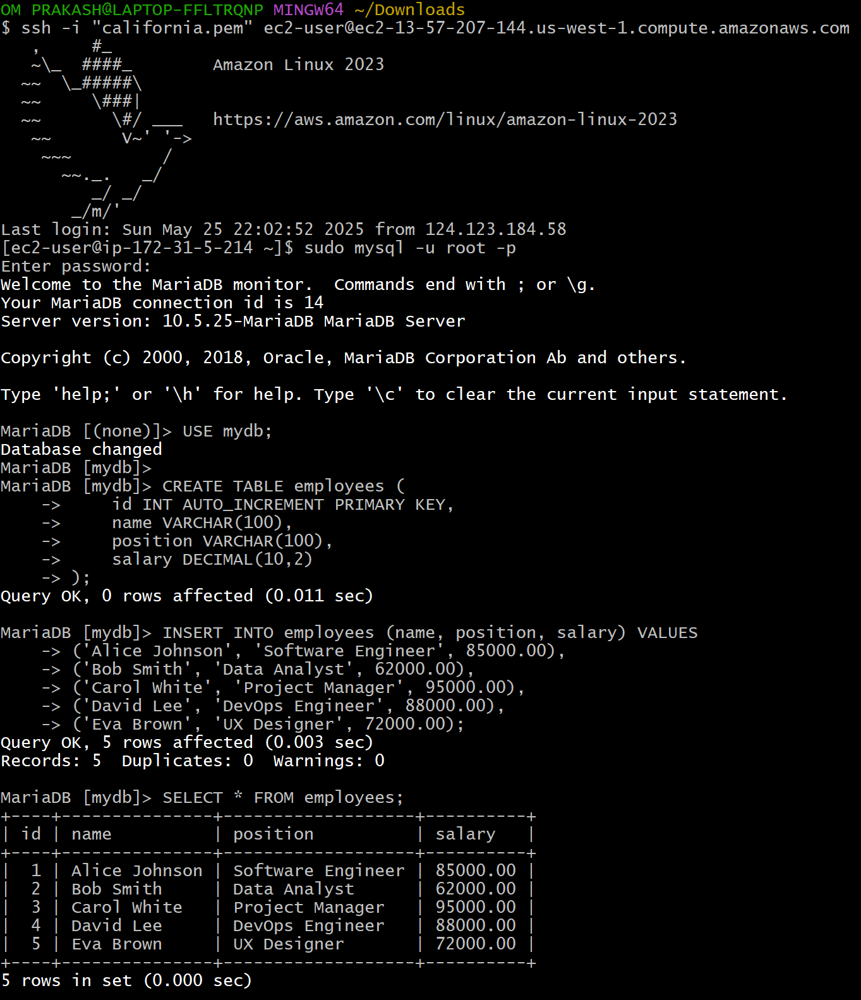 OM PRAKASH@LAPTOP-FFLTRQNP MINGW64 ~/Downloads
$ ssh -i "california.pem" ec2-user@ec2-13-57-207-144.us-west-1.compute.amazonaws.com
   ,     #_
   ~\_  ####_        Amazon Linux 2023
  ~~  \_#####\
  ~~     \###|
  ~~       \#/ ___   https://aws.amazon.com/linux/amazon-linux-2023
   ~~       V~' '->
    ~~~         /
      ~~._.   _/
         _/ _/
       _/m/'
Last login: Sun May 25 22:02:52 2025 from 124.123.184.58
[ec2-user@ip-172-31-5-214 ~]$ sudo mysql -u root -p
Enter password:
Welcome to the MariaDB monitor.  Commands end with ; or \g.
Your MariaDB connection id is 14
Server version: 10.5.25-MariaDB MariaDB Server

Copyright (c) 2000, 2018, Oracle, MariaDB Corporation Ab and others.

Type 'help;' or '\h' for help. Type '\c' to clear the current input statement.

MariaDB [(none)]> USE mydb;
Database changed
MariaDB [mydb]>
MariaDB [mydb]> CREATE TABLE employees (
    ->     id INT AUTO_INCREMENT PRIMARY KEY,
    ->     name VARCHAR(100),
    ->     position VARCHAR(100),
    ->     salary DECIMAL(10,2)
    -> );
Query OK, 0 rows affected (0.011 sec)

MariaDB [mydb]> INSERT INTO employees (name, position, salary) VALUES
    -> ('Alice Johnson', 'Software Engineer', 85000.00),
    -> ('Bob Smith', 'Data Analyst', 62000.00),
    -> ('Carol White', 'Project Manager', 95000.00),
    -> ('David Lee', 'DevOps Engineer', 88000.00),
    -> ('Eva Brown', 'UX Designer', 72000.00);
Query OK, 5 rows affected (0.003 sec)
Records: 5  Duplicates: 0  Warnings: 0

MariaDB [mydb]> SELECT * FROM employees;
+----+---------------+-------------------+----------+
| id | name          | position          | salary   |
+----+---------------+-------------------+----------+
|  1 | Alice Johnson | Software Engineer | 85000.00 |
|  2 | Bob Smith     | Data Analyst      | 62000.00 |
|  3 | Carol White   | Project Manager   | 95000.00 |
|  4 | David Lee     | DevOps Engineer   | 88000.00 |
|  5 | Eva Brown     | UX Designer       | 72000.00 |
+----+---------------+-------------------+----------+
5 rows in set (0.000 sec)